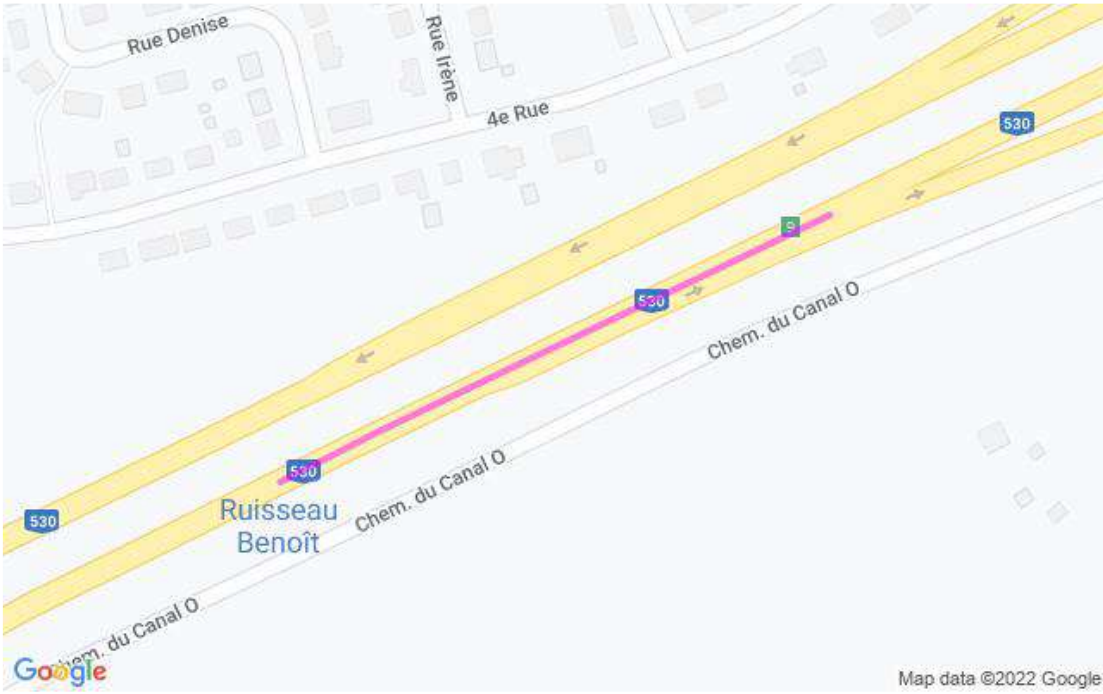 Rue Denise
Rue Irène
4e Rue
530
9
530
Chem. du Canal O
530
530
Ruisseau
Benoît
Chem. du Canal O
Chem. du Canal O
Google
Map data ©2022 Google